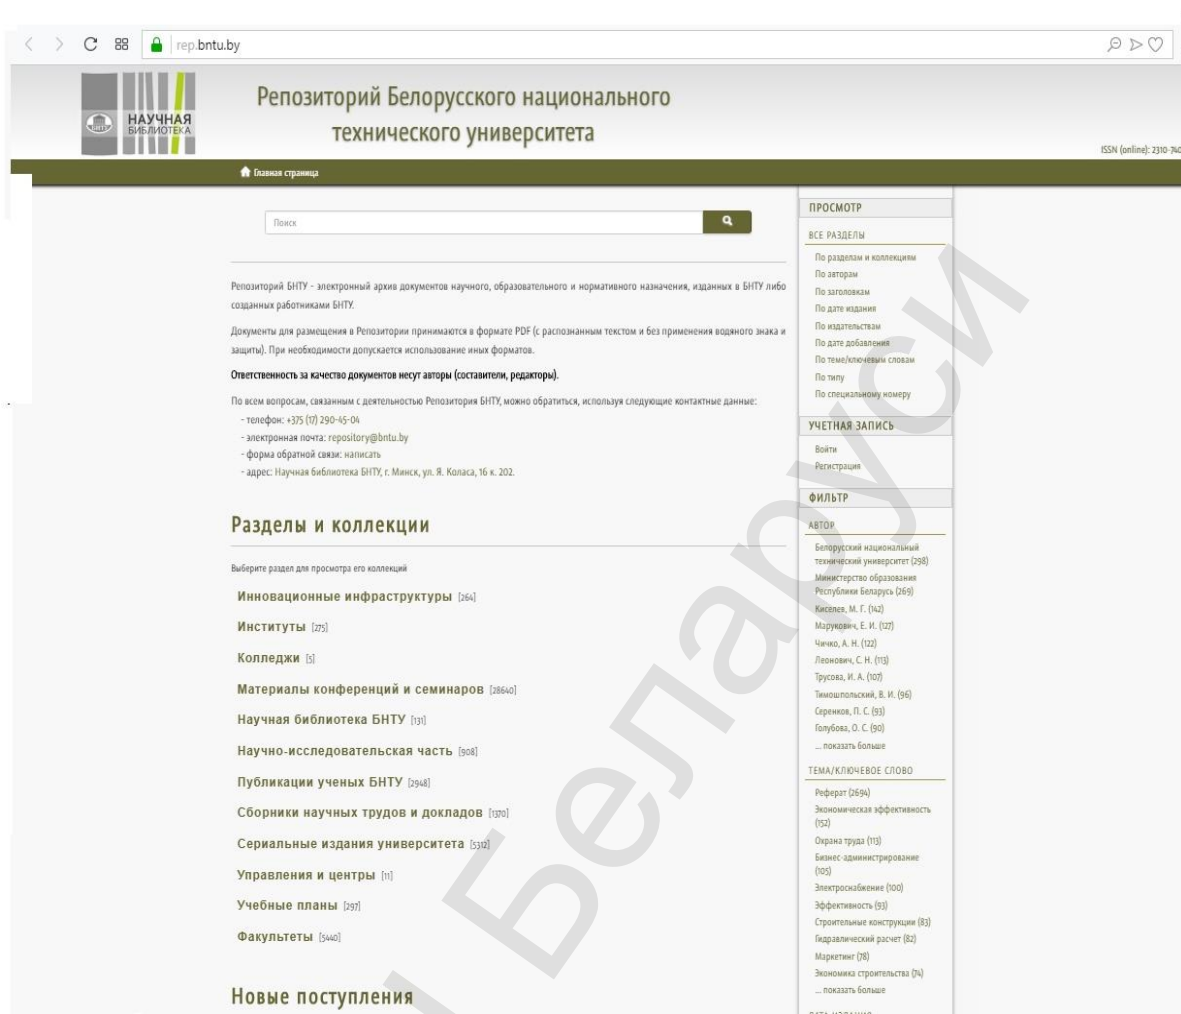 rep.bntu.by
БНТУ
НАУЧНАЯ
БИБЛИОТЕКА
Репозиторий Белорусского национального
технического университета
ISSN (online): 2310-740
Главная страница
Поиск
Репозиторий БНТУ - электронный архив документов научного, образовательного и нормативного назначения, изданных в БНТУ либо
созданных работниками БНТУ.
Документы для размещения в Репозитории принимаются в формате PDF (с распознанным текстом и без применения водяного знака и
защиты). При необходимости допускается использование иных форматов.
Ответственность за качество документов несут авторы (составители, редакторы).
По всем вопросам, связанным с деятельностью Репозитория БНТУ, можно обратиться, используя следующие контактные данные:
- телефон: +375 (17) 290-45-04
- электронная почта: repository@bntu.by
- форма обратной связи: написать
- адрес: Научная библиотека БНТУ, г. Минск, ул. Я. Коласа, 16 к. 202.
Разделы и коллекции
Выберите раздел для просмотра его коллекций
Инновационные инфраструктуры [264]
Институты [275]
Колледжи [5]
Материалы конференций и семинаров [28640]
Научная библиотека БНТУ [131]
Научно-исследовательская часть [908]
Публикации ученых БНТУ [2948]
Сборники научных трудов и докладов [1370]
Сериальные издания университета [5312]
Управления и центры [11]
Учебные планы [297]
Факультеты [5440]
Новые поступления
ПРОСМОТР
ВСЕ РАЗДЕЛЫ
По разделам и коллекциям
По авторам
По заголовкам
По дате издания
По издательствам
По дате добавления
По теме/ключевым словам
По типу
По специальному номеру
УЧЕТНАЯ ЗАПИСЬ
Войти
Регистрация
ФИЛЬТР
АВТОР
Белорусский национальный
технический университет (298)
Министерство образования
Республики Беларусь (269)
Киселев, М. Г. (142)
Марукович, Е. И. (127)
Чичко, А. Н. (122)
Леонович, С. Н. (113)
Трусова, И. А. (107)
Тимошпольский, В. И. (96)
Серенков, П. С. (93)
Голубова, О. С. (90)
... показать больше
ТЕМА/КЛЮЧЕВОЕ СЛОВО
Реферат (2694)
Экономическая эффективность
(152)
Охрана труда (113)
Бизнес-администрирование
(105)
Электроснабжение (100)
Эффективность (93)
Строительные конструкции (83)
Гидравлический расчет (82)
Маркетинг (78)
Экономика строительства (74)
... показать больше
Беларуси